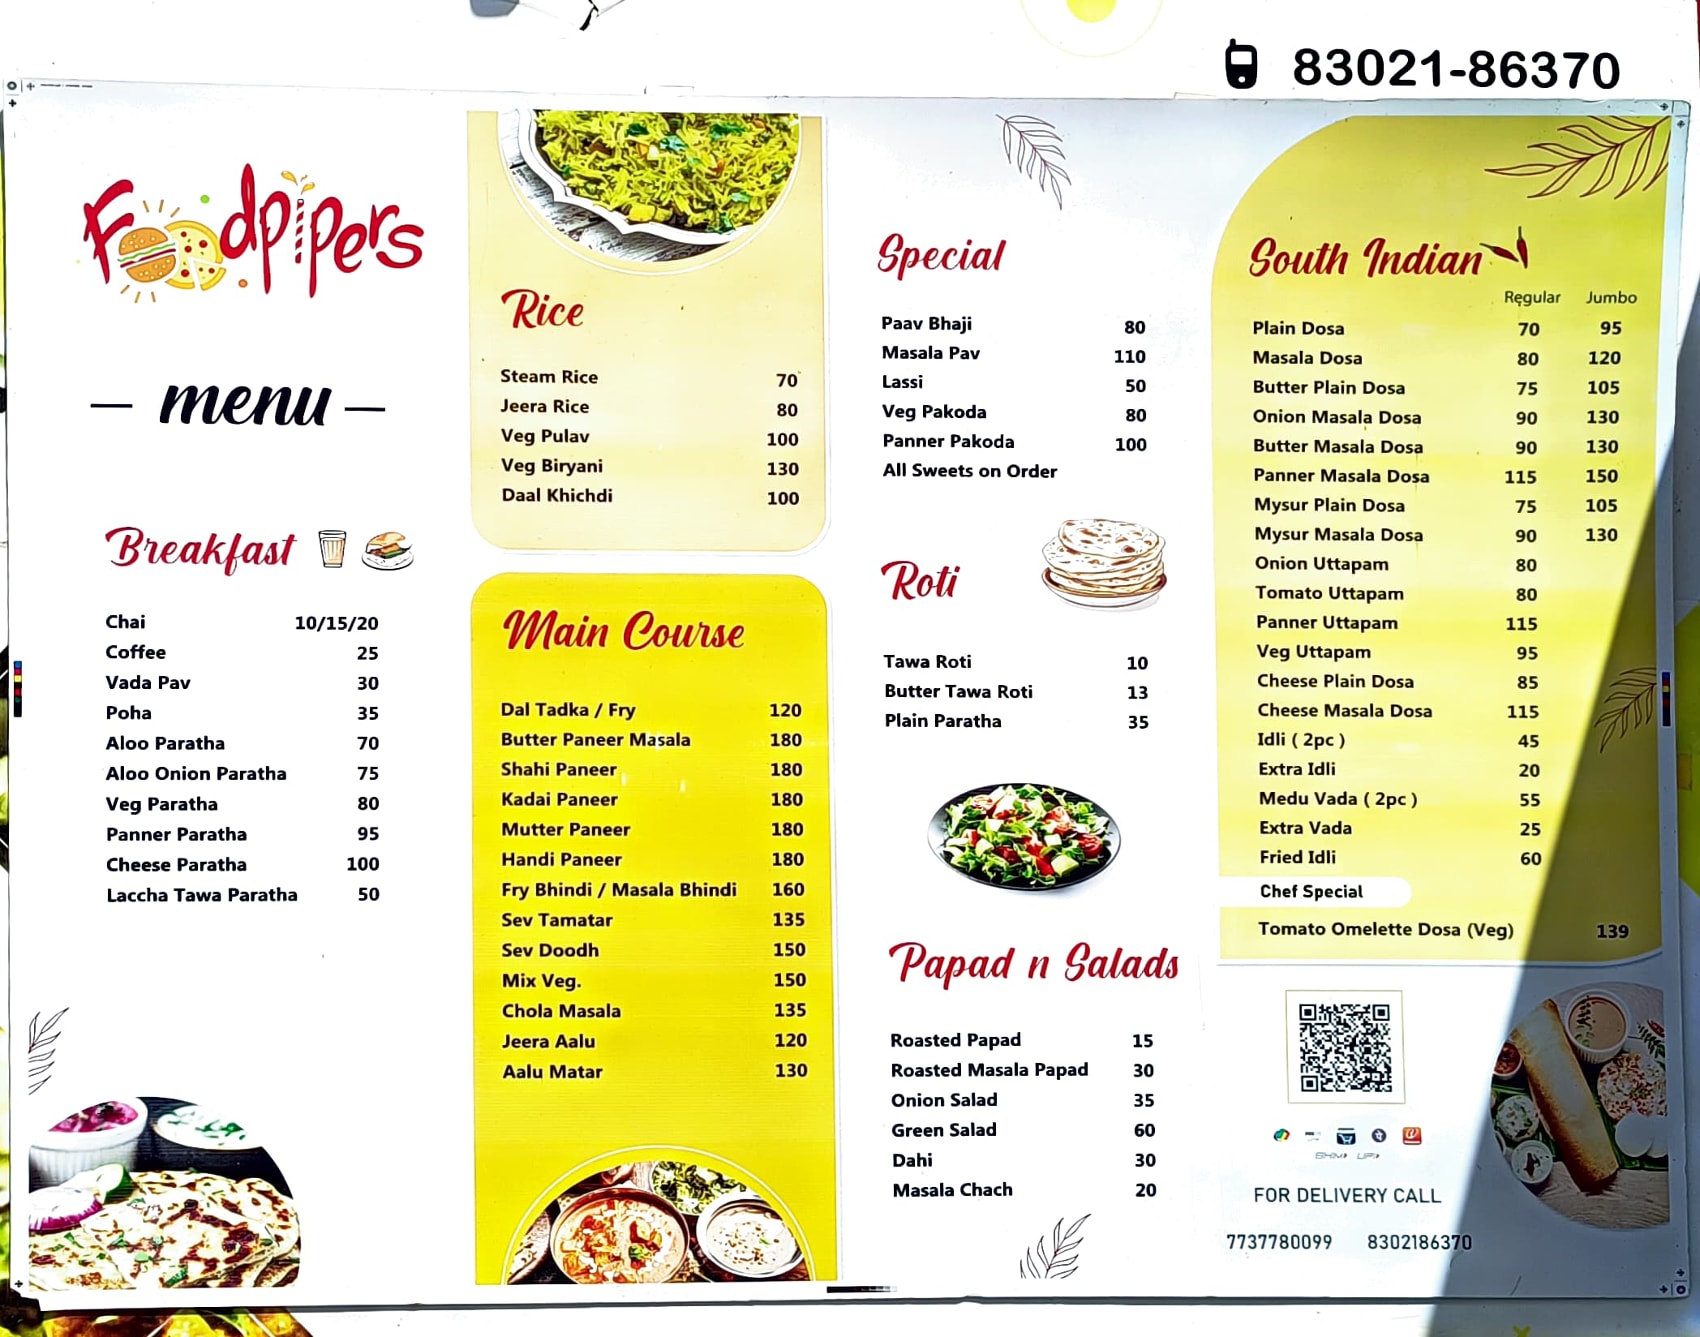 83021-86370
Foodpipers
menu
Breakfast
Chai 10/15/20
Coffee 25
Vada Pav 30
Poha 35
Aloo Paratha 70
Aloo Onion Paratha 75
Veg Paratha 80
Panner Paratha 95
Cheese Paratha 100
Laccha Tawa Paratha 50
Rice
Steam Rice 70
Jeera Rice 80
Veg Pulav 100
Veg Biryani 130
Daal Khichdi 100
Main Course
Dal Tadka / Fry 120
Butter Paneer Masala 180
Shahi Paneer 180
Kadai Paneer 180
Mutter Paneer 180
Handi Paneer 180
Fry Bhindi / Masala Bhindi 160
Sev Tamatar 135
Sev Doodh 150
Mix Veg. 150
Chola Masala 135
Jeera Aalu 120
Aalu Matar 130
Special
Paav Bhaji 80
Masala Pav 110
Lassi 50
Veg Pakoda 80
Panner Pakoda 100
All Sweets on Order
Roti
Tawa Roti 10
Butter Tawa Roti 13
Plain Paratha 35
Papad n Salads
Roasted Papad 15
Roasted Masala Papad 30
Onion Salad 35
Green Salad 60
Dahi 30
Masala Chach 20
South Indian
Regular Jumbo
Plain Dosa 70 95
Masala Dosa 80 120
Butter Plain Dosa 75 105
Onion Masala Dosa 90 130
Butter Masala Dosa 90 130
Panner Masala Dosa 115 150
Mysur Plain Dosa 75 105
Mysur Masala Dosa 90 130
Onion Uttapam 80
Tomato Uttapam 80
Panner Uttapam 115
Veg Uttapam 95
Cheese Plain Dosa 85
Cheese Masala Dosa 115
Idli ( 2pc ) 45
Extra Idli 20
Medu Vada ( 2pc ) 55
Extra Vada 25
Fried Idli 60
Chef Special
Tomato Omelette Dosa (Veg) 139
FOR DELIVERY CALL
7737780099 8302186370